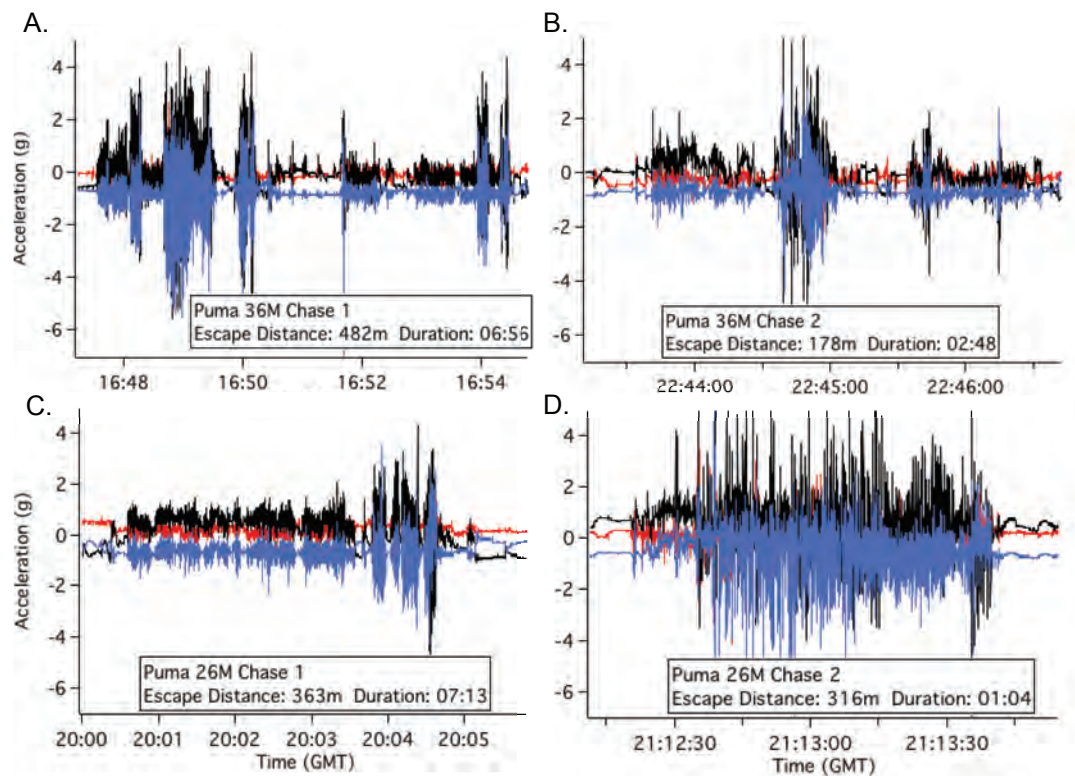 A.
B.
4
2
0
-2
-4
-6
Acceleration (g)
Puma 36M Chase 1
Escape Distance: 482m Duration: 06:56
16:48 16:50 16:52 16:54
4
2
0
-2
-4
-6
Puma 36M Chase 2
Escape Distance: 178m Duration: 02:48
22:44:00 22:45:00 22:46:00
C.
D.
4
2
0
-2
-4
-6
Acceleration (g)
Puma 26M Chase 1
Escape Distance: 363m Duration: 07:13
20:00 20:01 20:02 20:03 20:04 20:05
Time (GMT)
4
2
0
-2
-4
-6
Puma 26M Chase 2
Escape Distance: 316m Duration: 01:04
21:12:30 21:13:00 21:13:30
Time (GMT)